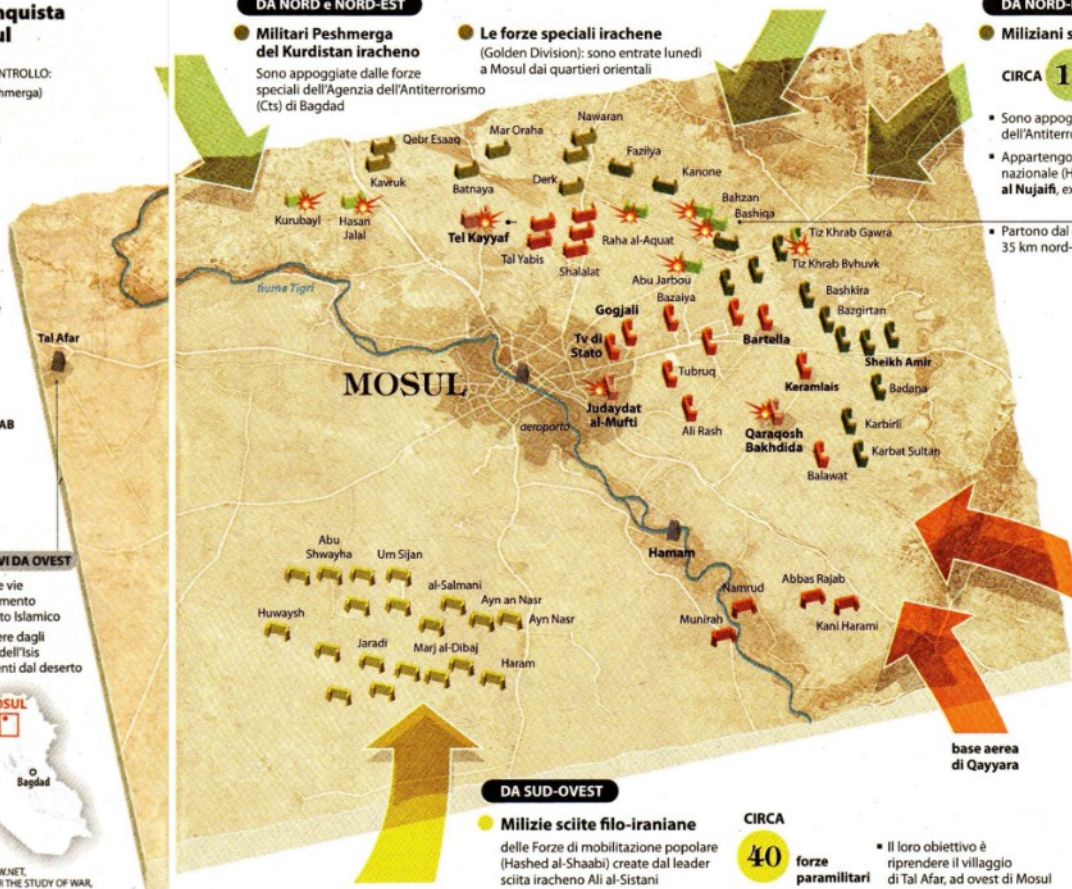 nquista
ul
NTROLLO:
hmerga)
AB
VI DA OVEST
e vie
mento
to Islamico
ere dagli
dell'Isis
enti dal deserto
OSUL
Bagdad
W.NET,
R THE STUDY OF WAR,
DA NORD e NORD-EST
Militari Peshmerga
del Kurdistan iracheno
Sono appoggiate dalle forze
speciali dell'Agenzia dell'Antiterrorismo
(Cts) di Bagdad
Le forze speciali irachene
(Golden Division): sono entrate lunedì
a Mosul dai quartieri orientali
DA NORD-
Miliziani s
CIRCA 1
Sono appog
dell'Antiterro
Appartengo
nazionale (H
al Nujaifi, ex
Partono dal
35 km nord-
Qebr Esaaq
Mar Oraha
Nawaran
Kavruk
Batnaya
Derk
Fazilya
Kanone
Kurubayl
Hasan
Jalal
Tel Kayyaf
Tal Yabis
Shalalat
Raha al-Aquat
Bahzan
Bashiqa
Tiz Khrab Gawra
Tiz Khrab Bvhuvk
Abu Jarbou
fiume Tigri
Bazaiya
Bashkira
Bazgirtan
Gogjali
Tal Afar
Tv di
Stato
Bartella
Sheikh Amir
MOSUL
Tubruq
Keramlais
Badana
Judaydat
al-Mufti
aeroporto
Ali Rash
Qaraqosh
Bakhdida
Karbirli
Karbat Sultan
Balawat
Hamam
Abu
Shwayha
Um Sijan
al-Salmani
Ayn an Nasr
Ayn Nasr
Huwaysh
Jaradi
Marj al-Dibaj
Haram
Namrud
Munirah
Abbas Rajab
Kani Harami
base aerea
di Qayyara
DA SUD-OVEST
Milizie sciite filo-iraniane
delle Forze di mobilitazione popolare
(Hashed al-Shaabi) create dal leader
sciita iracheno Ali al-Sistani
CIRCA
40 forze
paramilitari
Il loro obiettivo è
riprendere il villaggio
di Tal Afar, ad ovest di Mosul